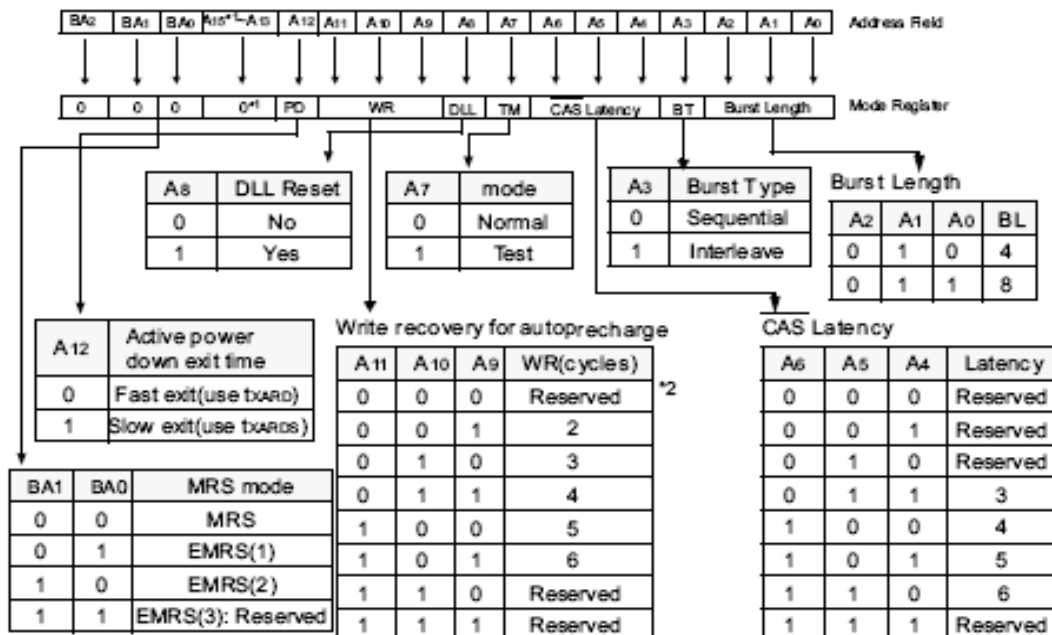 BA2 BA1 BA0 A15*1~A13 A12 A11 A10 A9 A8 A7 A6 A5 A4 A3 A2 A1 A0 Address Field
0 0 0 0*1 PD WR DLL TM CAS Latency BT Burst Length Mode Register
A8 DLL Reset
0 No
1 Yes
A7 mode
0 Normal
1 Test
A3 Burst Type
0 Sequential
1 Interleave
Burst Length
A2 A1 A0 BL
0 1 0 4
0 1 1 8
A12 Active power
down exit time
0 Fast exit(use tXARD)
1 Slow exit(use tXARDS)
Write recovery for autoprecharge
A11 A10 A9 WR(cycles)
*2
0 0 0 Reserved
0 0 1 2
0 1 0 3
0 1 1 4
1 0 0 5
1 0 1 6
1 1 0 Reserved
1 1 1 Reserved
CAS Latency
A6 A5 A4 Latency
0 0 0 Reserved
0 0 1 Reserved
0 1 0 Reserved
0 1 1 3
1 0 0 4
1 0 1 5
1 1 0 6
1 1 1 Reserved
BA1 BA0 MRS mode
0 0 MRS
0 1 EMRS(1)
1 0 EMRS(2)
1 1 EMRS(3): Reserved